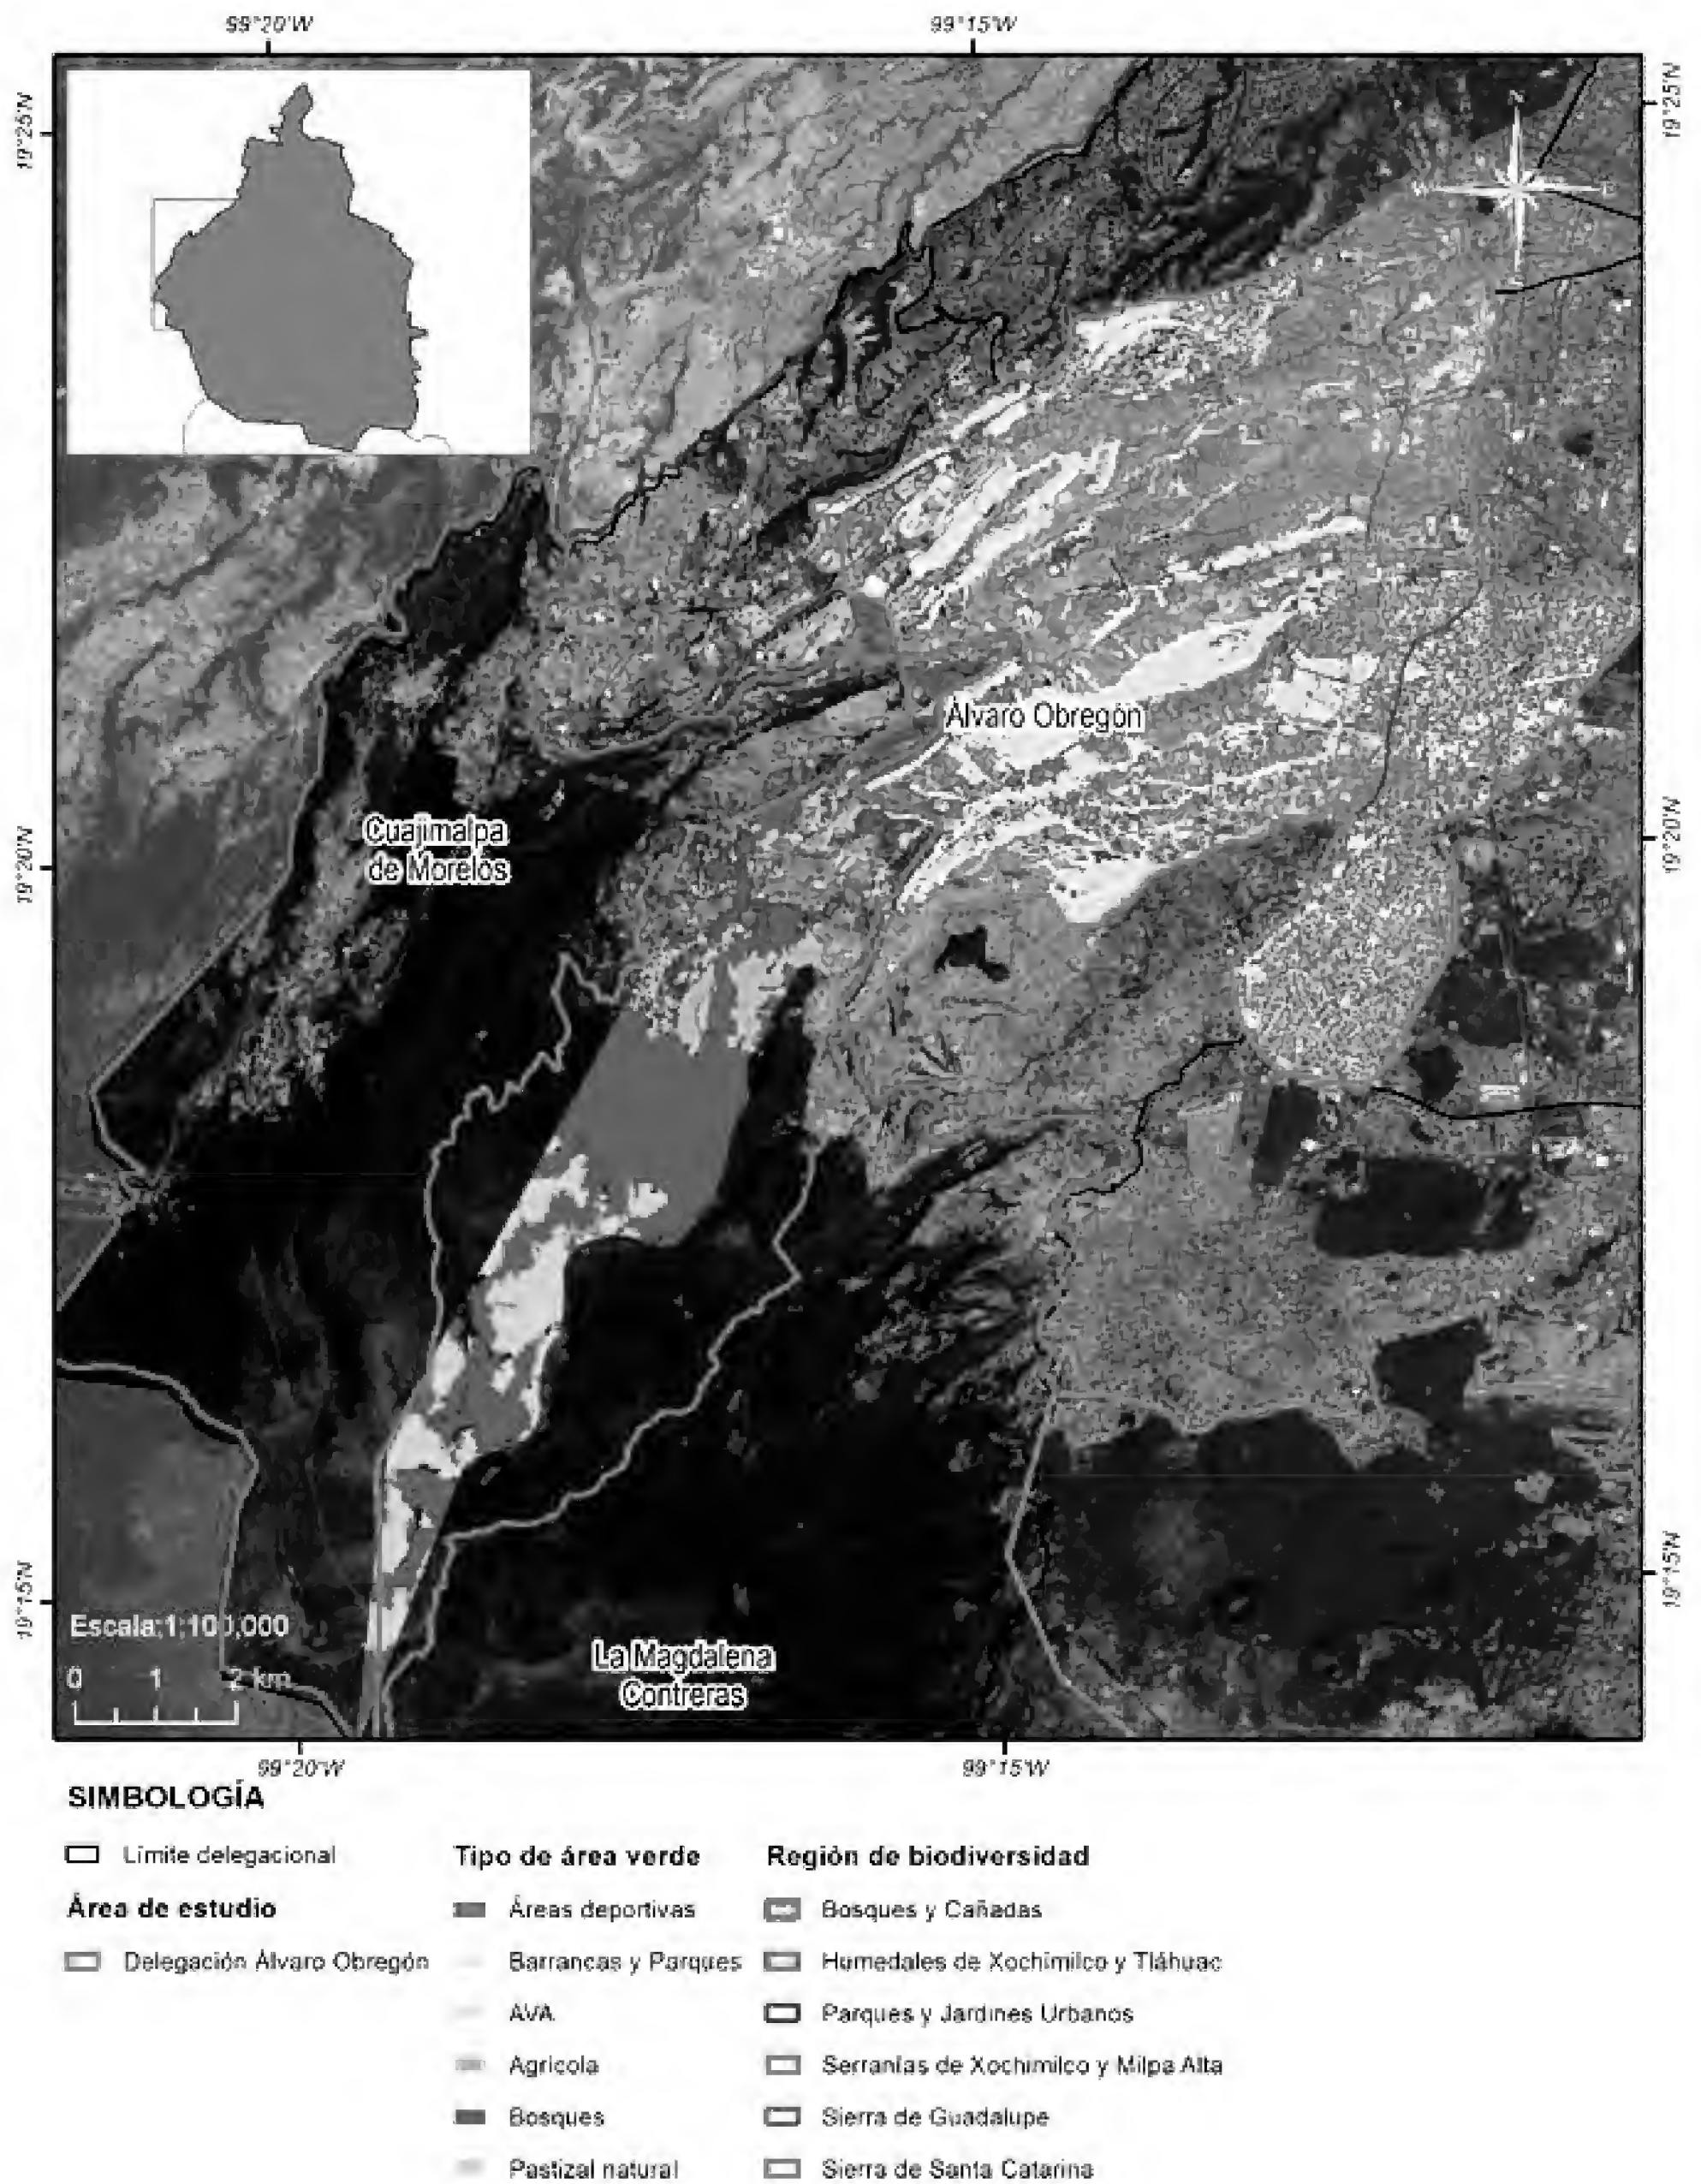 99°20'W 99°15'W
19°25'N 19°25'N
N
Álvaro Obregón
Cuajimalpa
de Morelos
19°20'N 19°20'N
19°15'N 19°15'N
Escala:1:100,000
0 1 2 km
La Magdalena
Contreras
99°20'W 99°15'W
SIMBOLOGÍA
Límite delegacional
Área de estudio
Delegación Álvaro Obregón
Tipo de área verde
Áreas deportivas
Barrancas y Parques
AVA
Agrícola
Bosques
Pastizal natural
Región de biodiversidad
Bosques y Cañadas
Humedales de Xochimilco y Tláhuac
Parques y Jardines Urbanos
Serranías de Xochimilco y Milpa Alta
Sierra de Guadalupe
Sierra de Santa Catarina